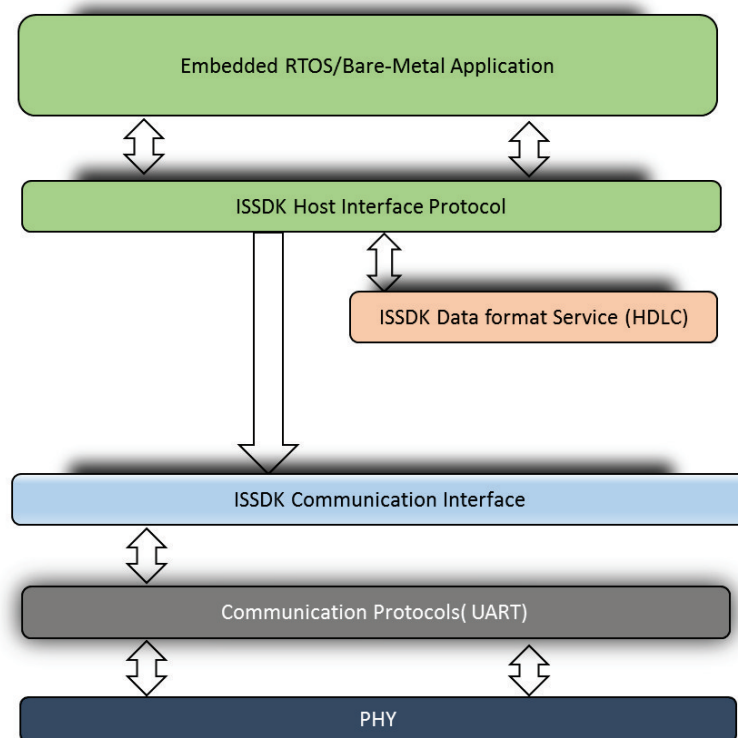 Embedded RTOS/Bare-Metal Application
ISSDK Host Interface Protocol
ISSDK Data format Service (HDLC)
ISSDK Communication Interface
Communication Protocols( UART)
PHY